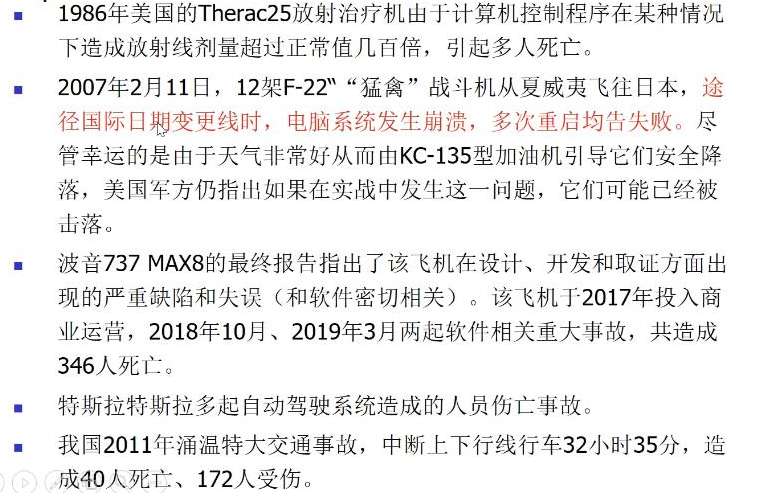 1986年美国的Therac25放射治疗机由于计算机控制程序在某种情况
下造成放射线剂量超过正常值几百倍，引起多人死亡。
2007年2月11日，12架F-22“ “猛禽”战斗机从夏威夷飞往日本，途
径国际日期变更线时，电脑系统发生崩溃，多次重启均告失败。尽
管幸运的是由于天气非常好从而由KC-135型加油机引导它们安全降
落，美国军方仍指出如果在实战中发生这一问题，它们可能已经被
击落。
波音737 MAX8的最终报告指出了该飞机在设计、开发和取证方面出
现的严重缺陷和失误（和软件密切相关）。该飞机于2017年投入商
业运营，2018年10月、2019年3月两起软件相关重大事故，共造成
346人死亡。
特斯拉特斯拉多起自动驾驶系统造成的人员伤亡事故。
我国2011年涌温特大交通事故，中断上下行线行车32小时35分，造
成40人死亡、172人受伤。